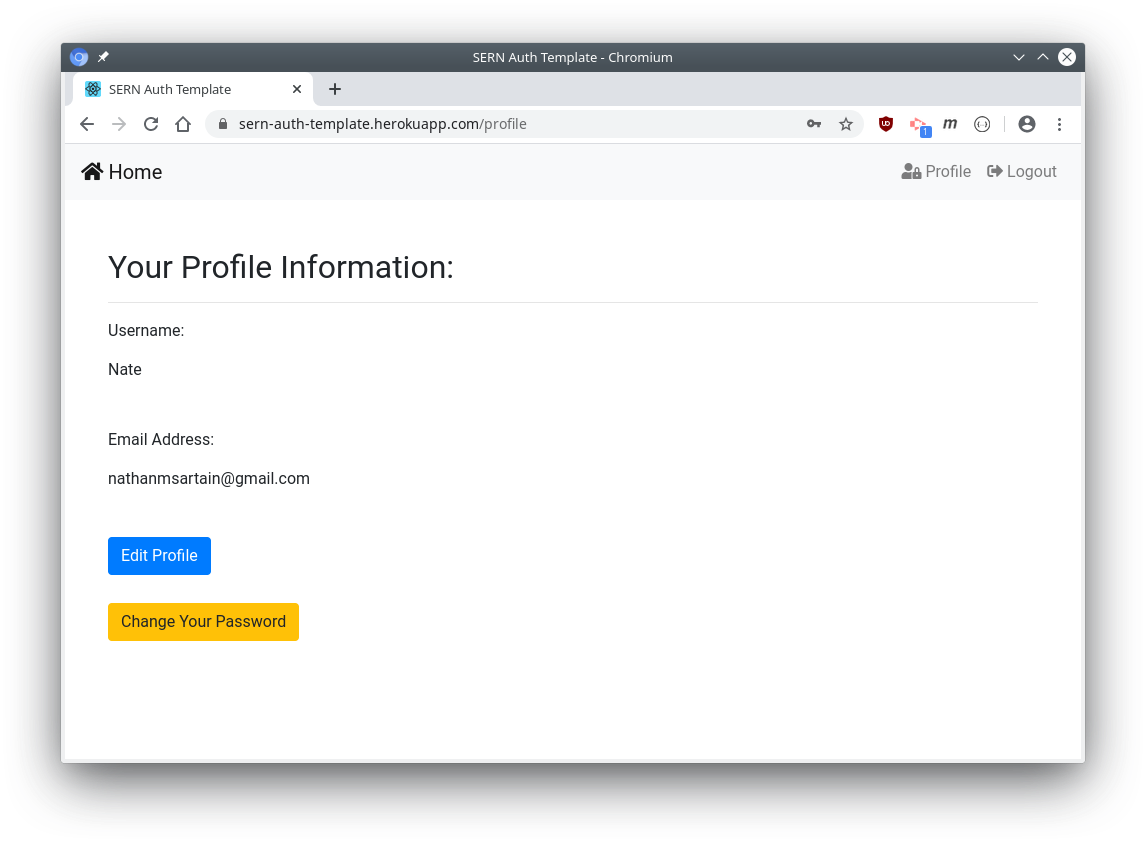 SERN Auth Template - Chromium
SERN Auth Template
sern-auth-template.herokuapp.com/profile
1
m
Home
Profile
Logout
Your Profile Information:
Username:
Nate
Email Address:
nathanmsartain@gmail.com
Edit Profile
Change Your Password